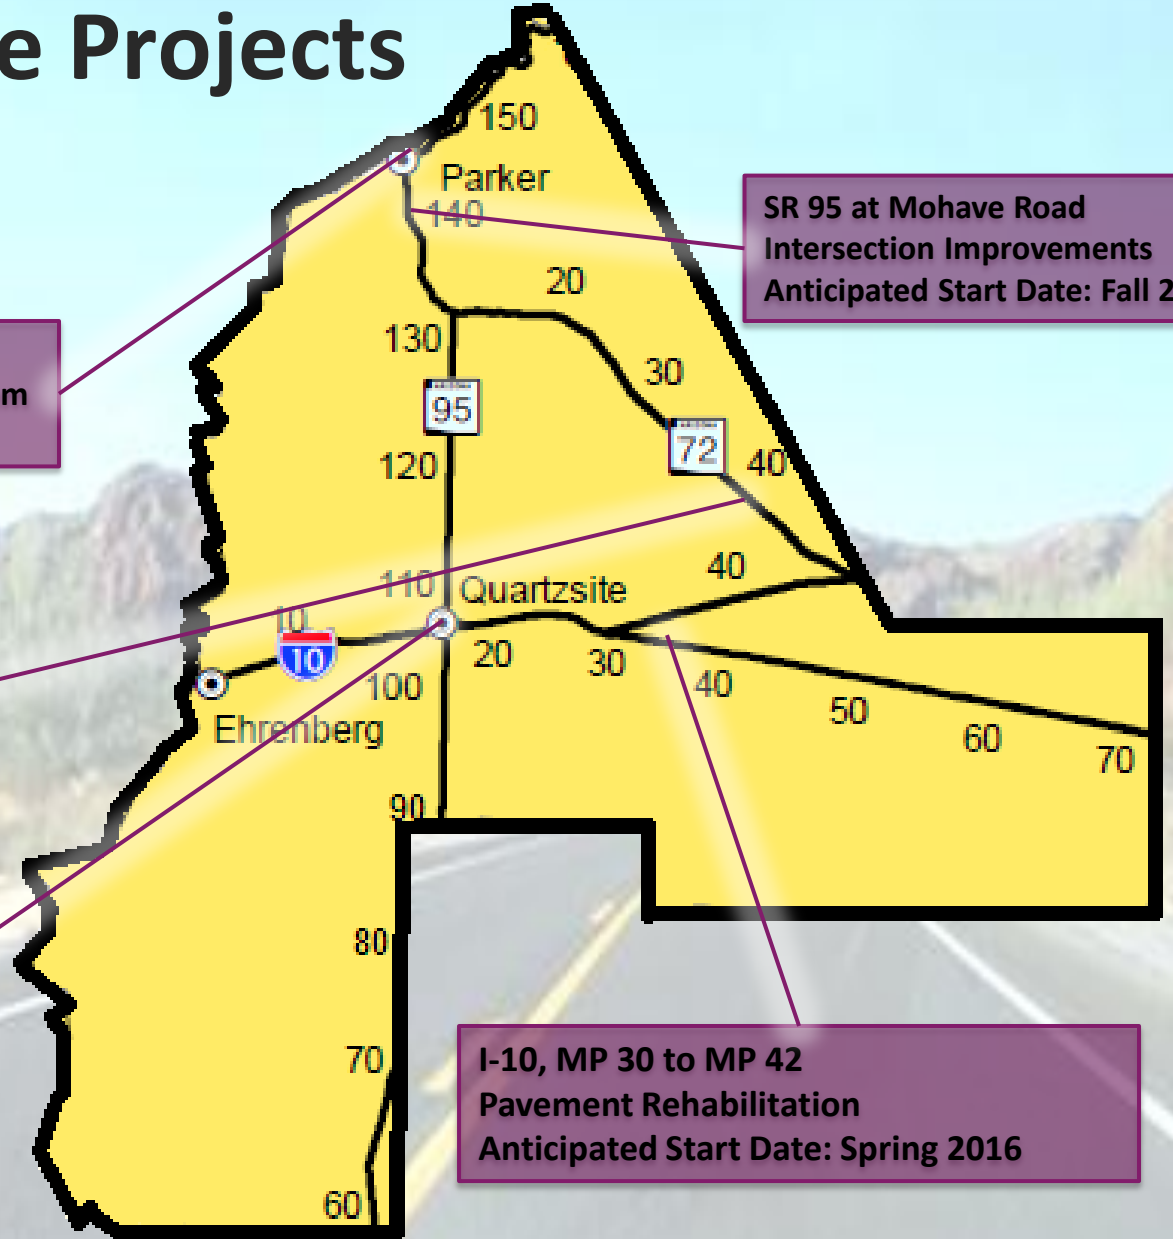 e Projects
150
Parker
140
SR 95 at Mohave Road
Intersection Improvements
Anticipated Start Date: Fall 2
20
130
m
30
95
72
40
120
40
110
Quartzsite
10
10
20
30
100
40
Ehrenberg
50
60
70
90
80
I-10, MP 30 to MP 42
Pavement Rehabilitation
Anticipated Start Date: Spring 2016
70
60